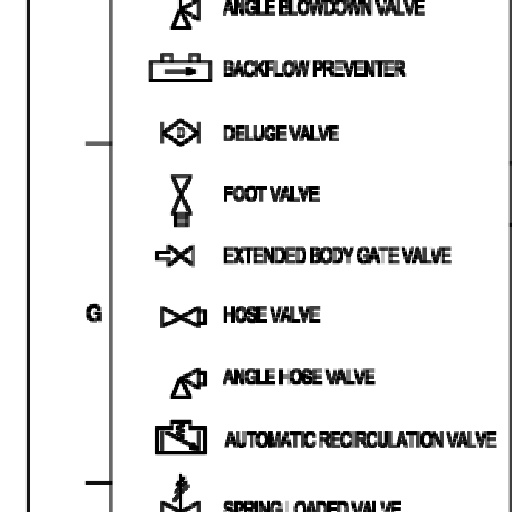 ANGLE BLOWDOWN VALVE
BACKFLOW PREVENTER
D
DELUGE VALVE
FOOT VALVE
EXTENDED BODY GATE VALVE
G
HOSE VALVE
ANGLE HOSE VALVE
AUTOMATIC RECIRCULATION VALVE
SPRING LOADED VALVE